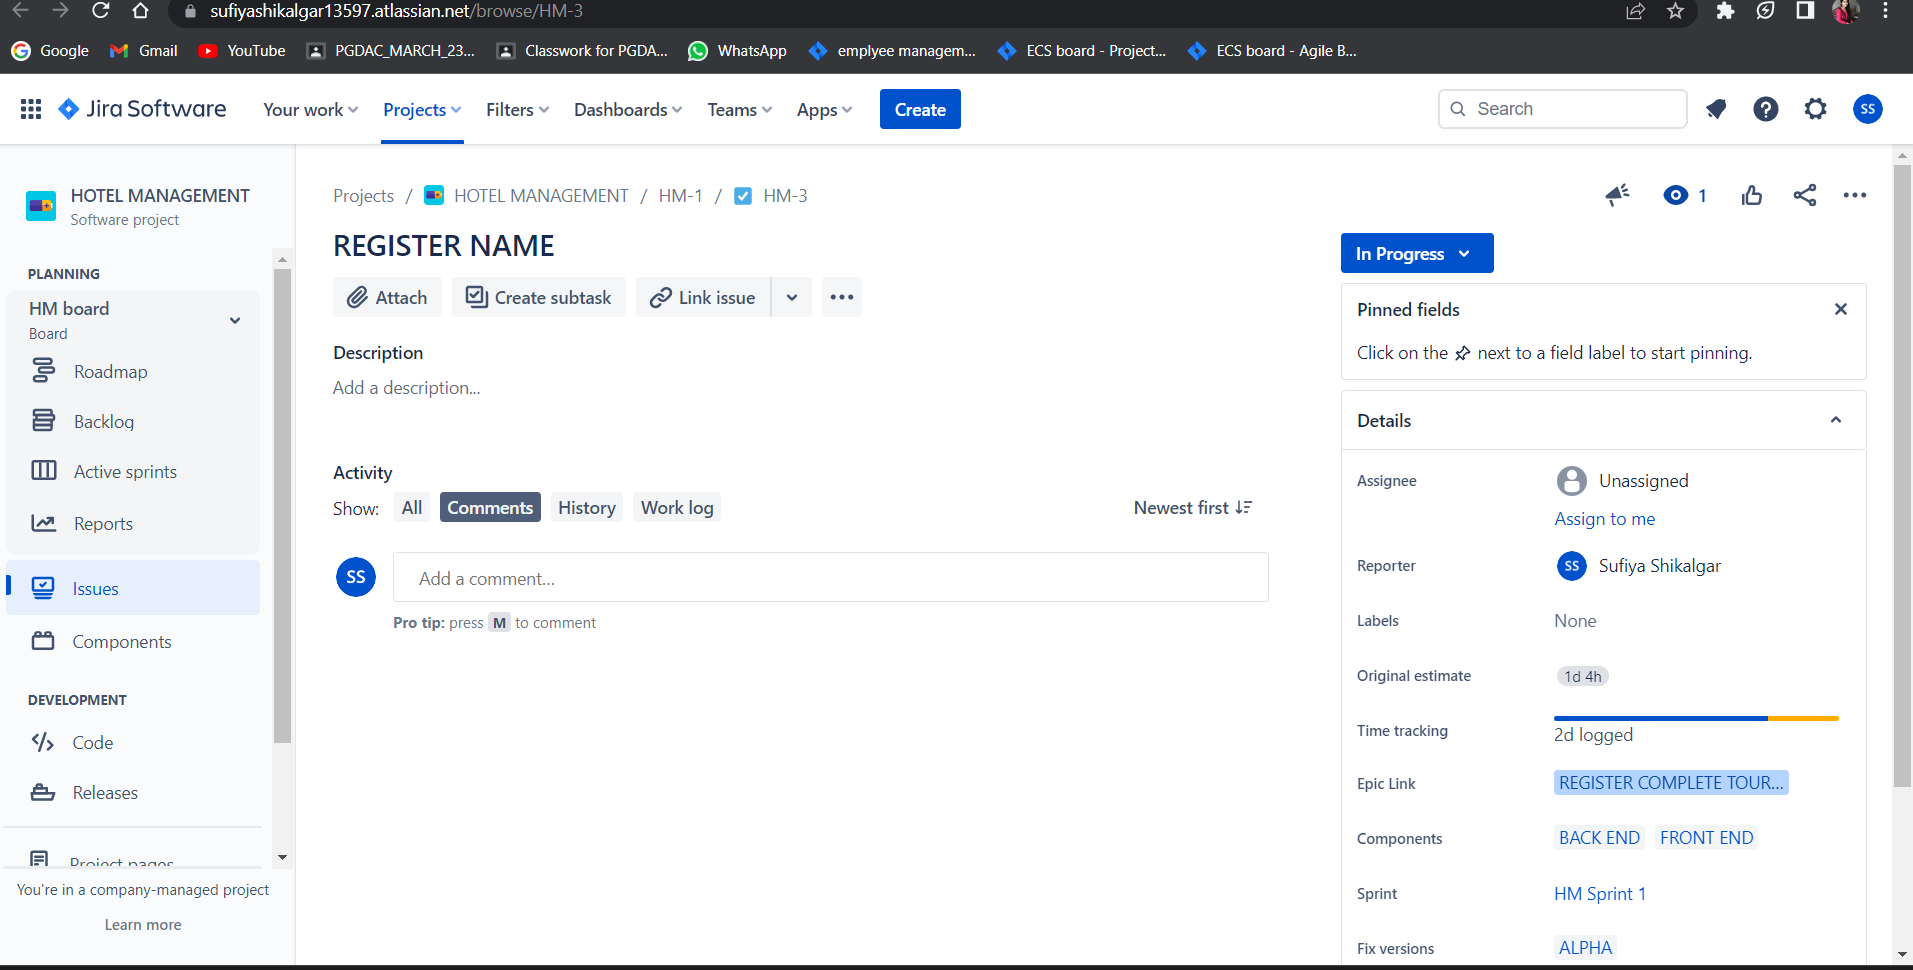 sufiyashikalgar13597.atlassian.net/browse/HM-3
Google Gmail YouTube PGDAC_MARCH_23... Classwork for PGDA... WhatsApp emplyee managem... ECS board - Project... ECS board - Agile B...
Jira Software Your work Projects Filters Dashboards Teams Apps Create Search SS
HOTEL MANAGEMENT
Software project
PLANNING
HM board
Board
Roadmap
Backlog
Active sprints
Reports
Issues
Components
DEVELOPMENT
Code
Releases
Project pages
You're in a company-managed project
Learn more
Projects / HOTEL MANAGEMENT / HM-1 / HM-3
1
REGISTER NAME
Attach Create subtask Link issue
Description
Add a description...
Activity
Show: All Comments History Work log Newest first
SS Add a comment...
Pro tip: press M to comment
In Progress
Pinned fields
Click on the next to a field label to start pinning.
Details
Assignee Unassigned
Assign to me
Reporter SS Sufiya Shikalgar
Labels None
Original estimate 1d 4h
Time tracking 2d logged
Epic Link REGISTER COMPLETE TOUR...
Components BACK END FRONT END
Sprint HM Sprint 1
Fix versions ALPHA